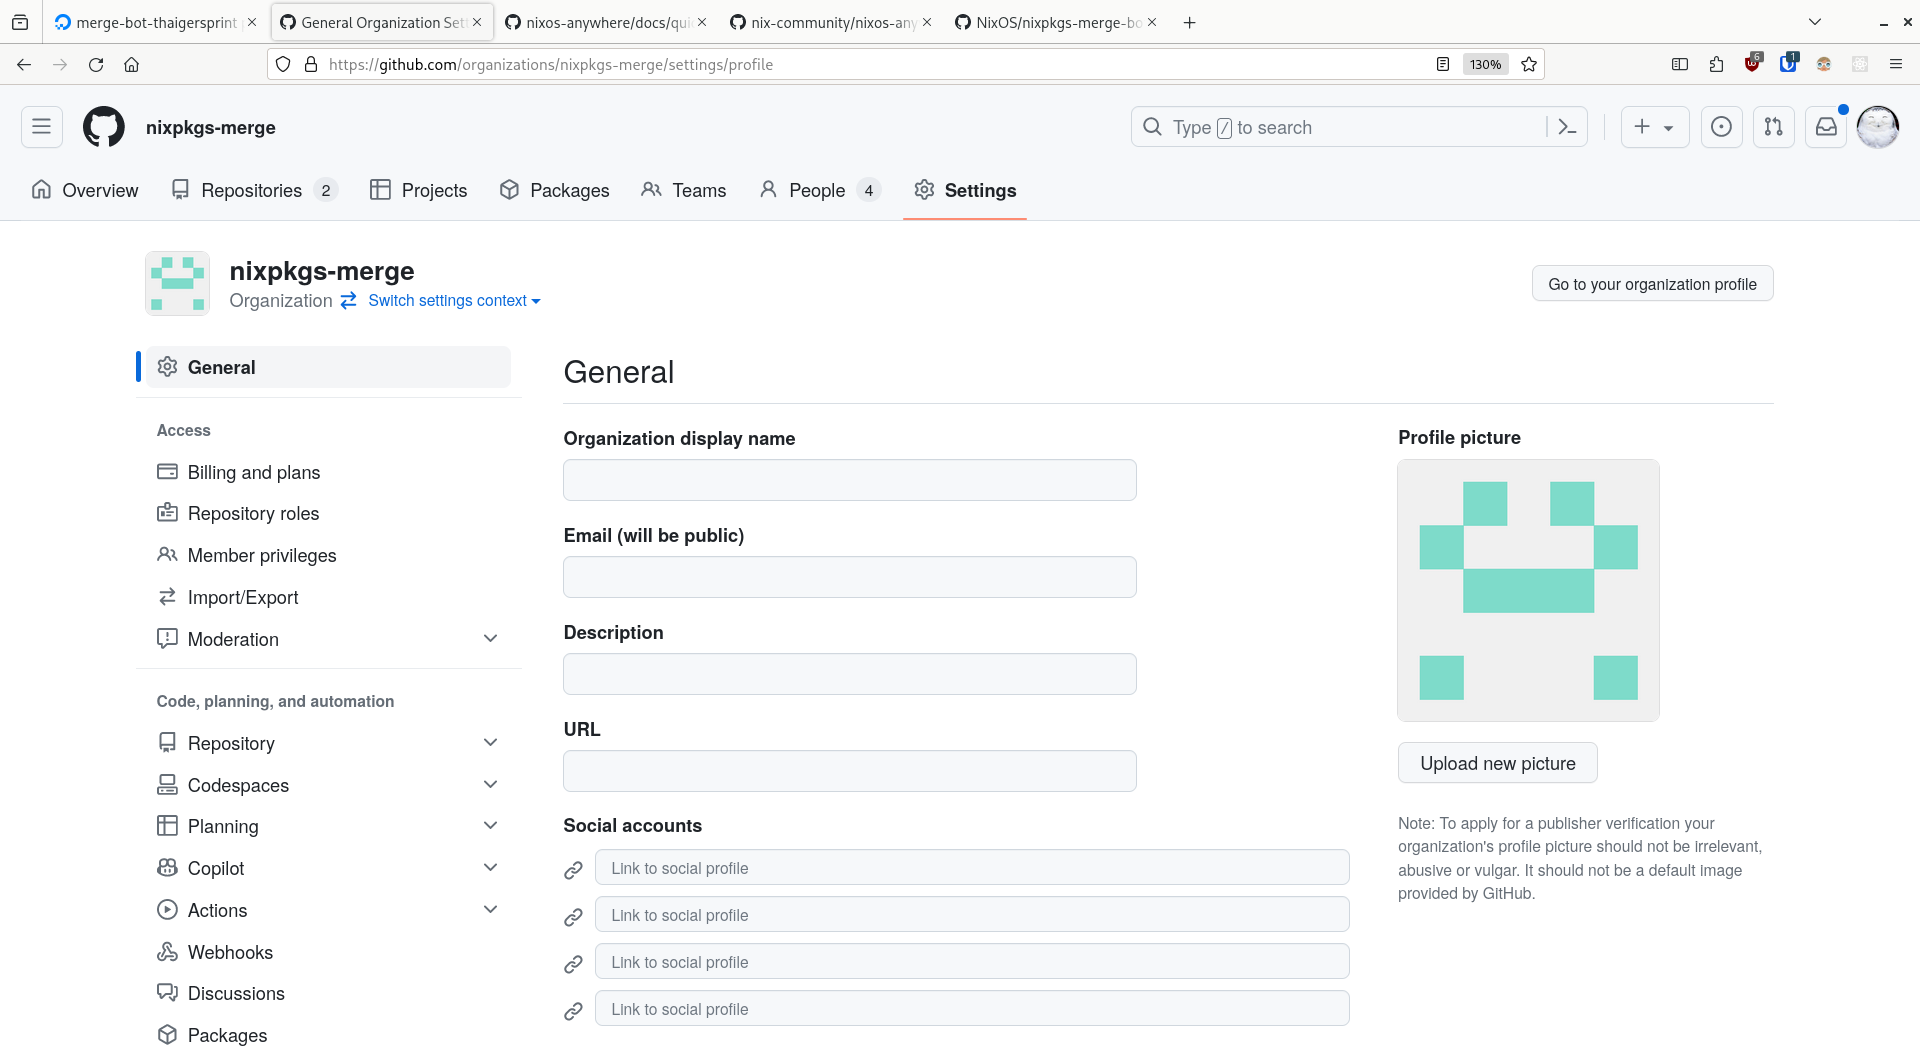 merge-bot-thaigersprint
General Organization Set
nixos-anywhere/docs/qui
nix-community/nixos-any
NixOS/nixpkgs-merge-bo
https://github.com/organizations/nixpkgs-merge/settings/profile
130%
6
1
nixpkgs-merge
Type / to search
Overview
Repositories 2
Projects
Packages
Teams
People 4
Settings
nixpkgs-merge
Organization Switch settings context
Go to your organization profile
General
Access
Billing and plans
Repository roles
Member privileges
Import/Export
Moderation
Code, planning, and automation
Repository
Codespaces
Planning
Copilot
Actions
Webhooks
Discussions
Packages
General
Organization display name
Email (will be public)
Description
URL
Social accounts
Link to social profile
Link to social profile
Link to social profile
Link to social profile
Profile picture
Upload new picture
Note: To apply for a publisher verification your
organization's profile picture should not be irrelevant,
abusive or vulgar. It should not be a default image
provided by GitHub.